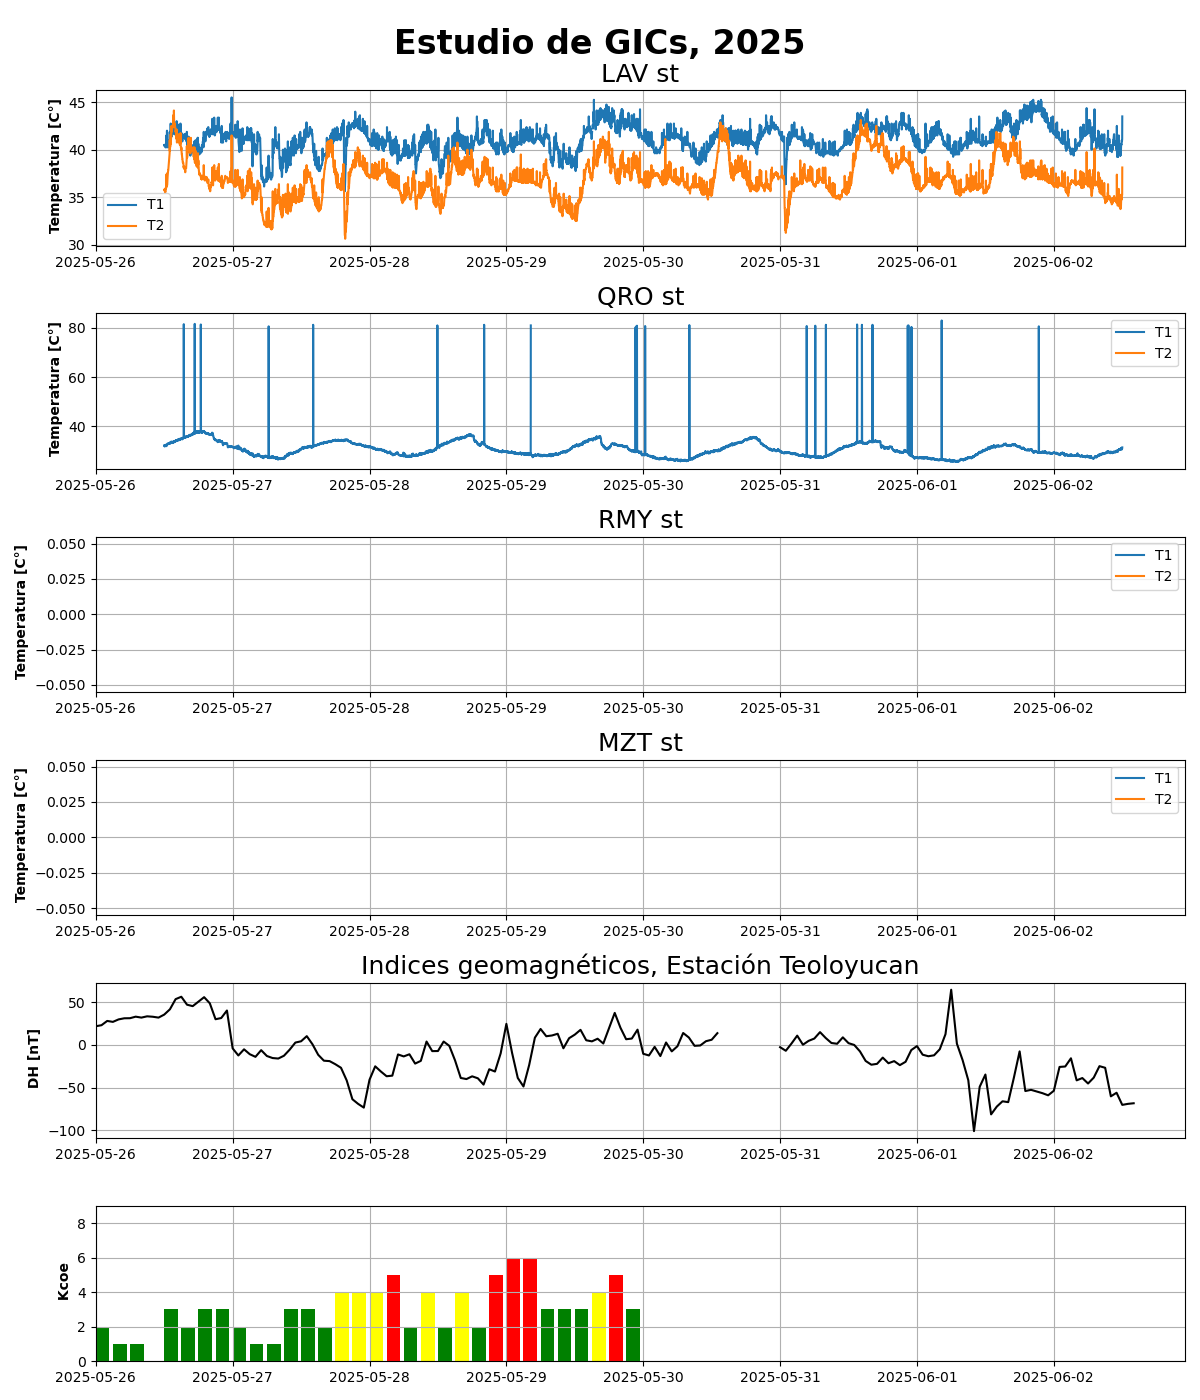 Estudio de GICs, 2025
LAV st
Temperatura [C°]
45
40
35
30
T1
T2
2025-05-26 2025-05-27 2025-05-28 2025-05-29 2025-05-30 2025-05-31 2025-06-01 2025-06-02
QRO st
Temperatura [C°]
80
60
40
T1
T2
2025-05-26 2025-05-27 2025-05-28 2025-05-29 2025-05-30 2025-05-31 2025-06-01 2025-06-02
RMY st
Temperatura [C°]
0.050
0.025
0.000
−0.025
−0.050
T1
T2
2025-05-26 2025-05-27 2025-05-28 2025-05-29 2025-05-30 2025-05-31 2025-06-01 2025-06-02
MZT st
Temperatura [C°]
0.050
0.025
0.000
−0.025
−0.050
T1
T2
2025-05-26 2025-05-27 2025-05-28 2025-05-29 2025-05-30 2025-05-31 2025-06-01 2025-06-02
Indices geomagnéticos, Estación Teoloyucan
DH [nT]
50
0
−50
−100
2025-05-26 2025-05-27 2025-05-28 2025-05-29 2025-05-30 2025-05-31 2025-06-01 2025-06-02
Kcoe
8
6
4
2
0
2025-05-26 2025-05-27 2025-05-28 2025-05-29 2025-05-30 2025-05-31 2025-06-01 2025-06-02